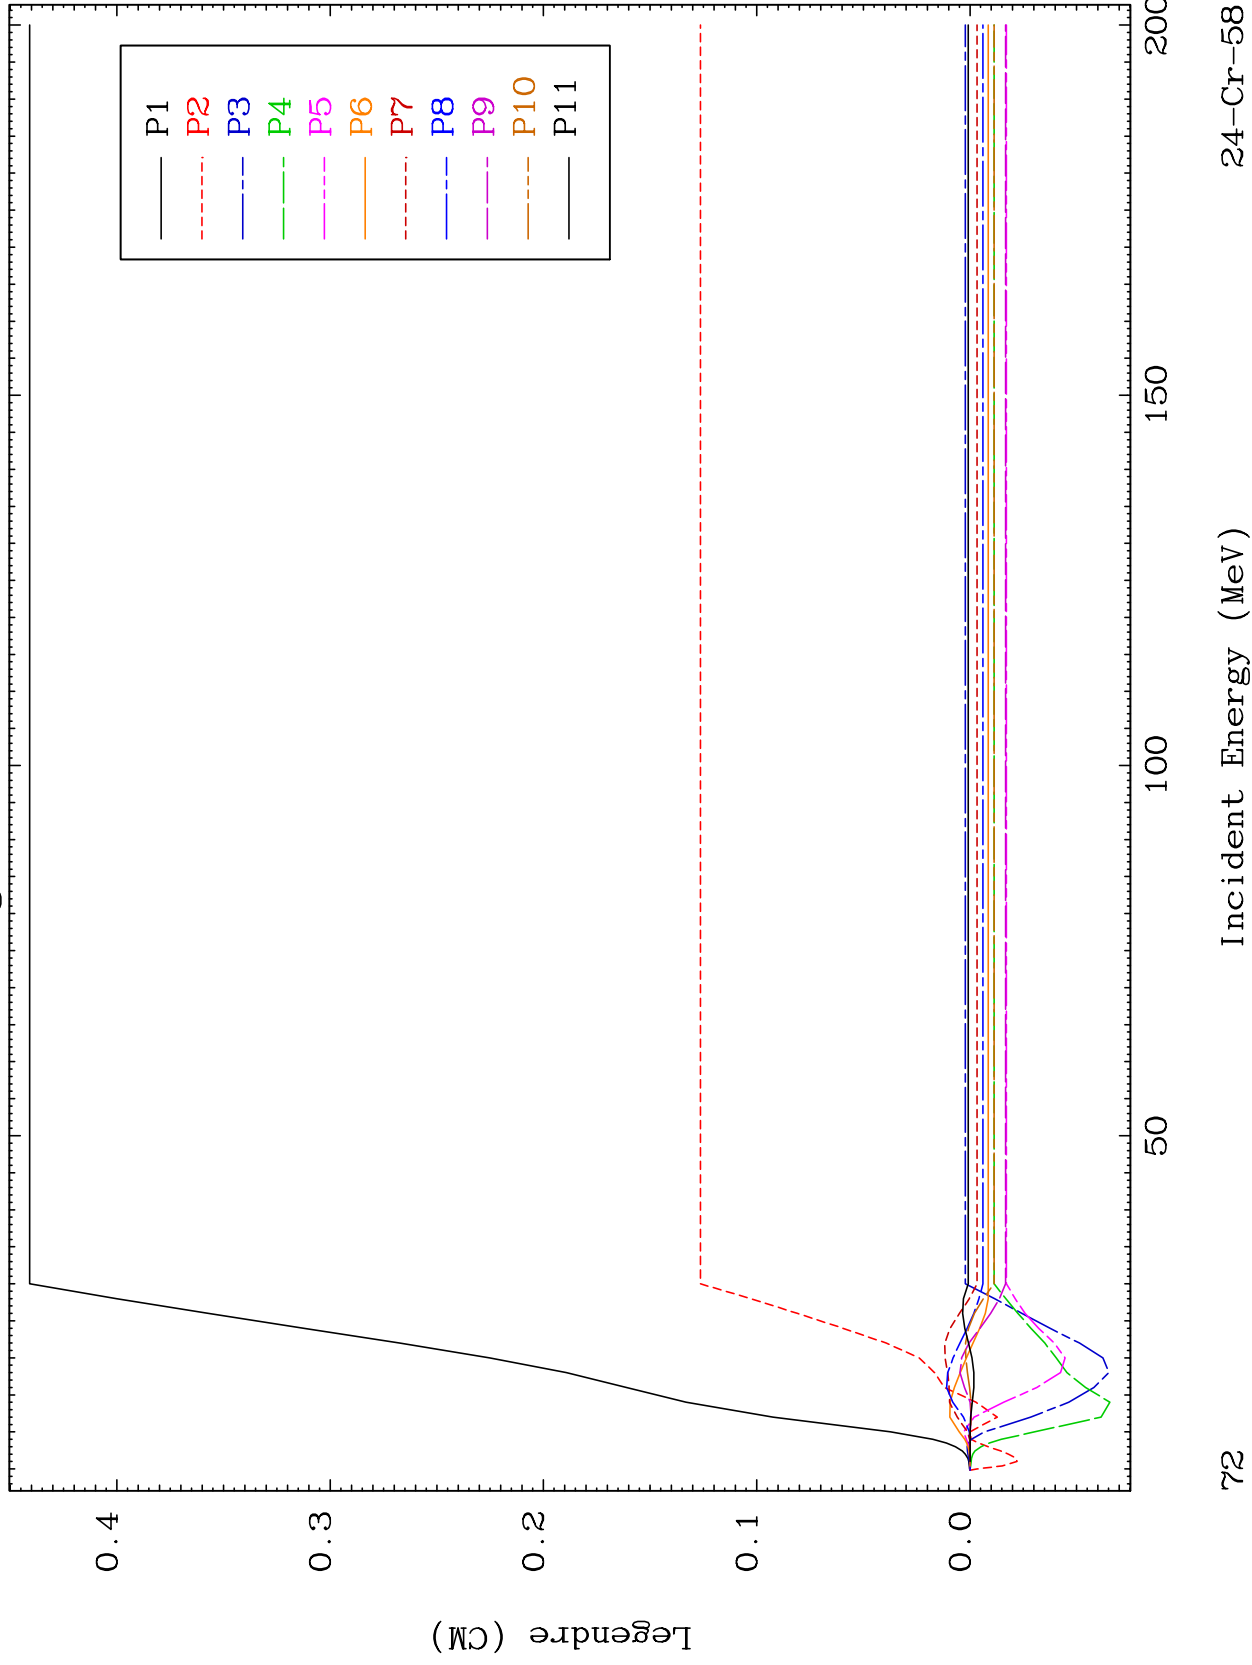 P1
P2
P3
P4
P5
P6
P7
P8
P9
P10
P11
0.4
0.3
0.2
0.1
0.0
Legendre (CM)
50
100
150
200
Incident Energy (MeV)
72
24-Cr-58